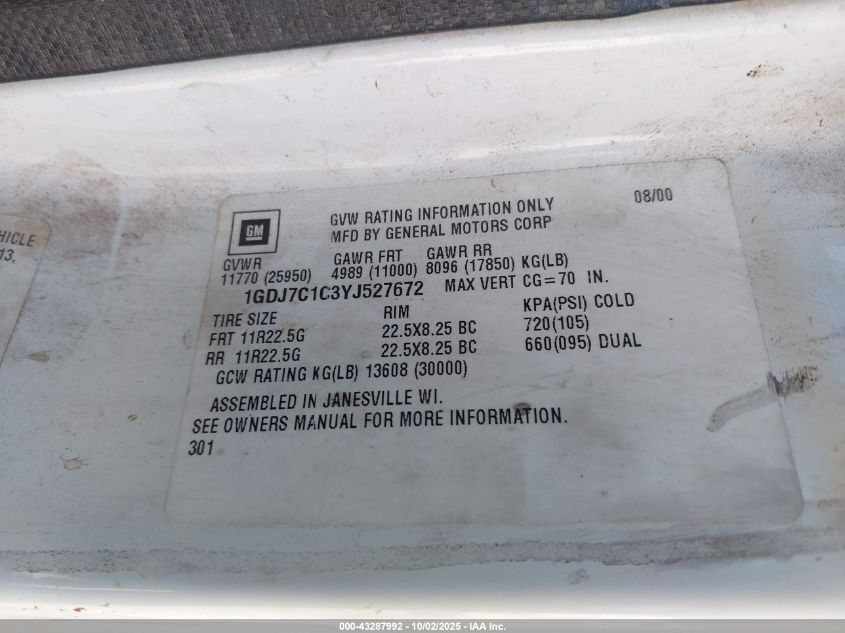 HICLE
13,
GM
GVW RATING INFORMATION ONLY 08/00
MFD BY GENERAL MOTORS CORP
GVWR GAWR FRT GAWR RR
11770 (25950) 4989 (11000) 8096 (17850) KG(LB)
1GDJ7C1C3YJ527672 MAX VERT CG=70 IN.
TIRE SIZE RIM KPA(PSI) COLD
FRT 11R22.5G 22.5X8.25 BC 720(105)
RR 11R22.5G 22.5X8.25 BC 660(095) DUAL
GCW RATING KG(LB) 13608 (30000)
ASSEMBLED IN JANESVILLE WI.
SEE OWNERS MANUAL FOR MORE INFORMATION.
301
000-43287992 - 10/02/2025 - IAA Inc.